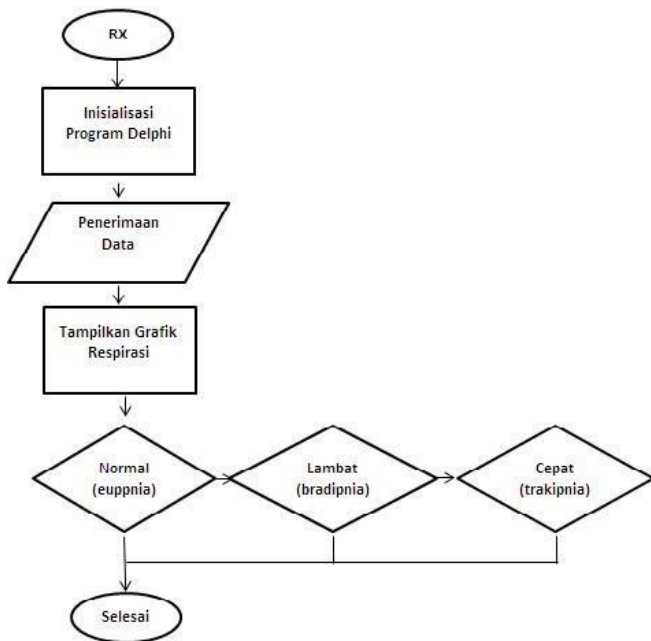 RX
Inisialisasi
Program Delphi
Penerimaan
Data
Tampilkan Grafik
Respirasi
Normal
(euppnia)
Lambat
(bradipnia)
Cepat
(trakipnia)
Selesai